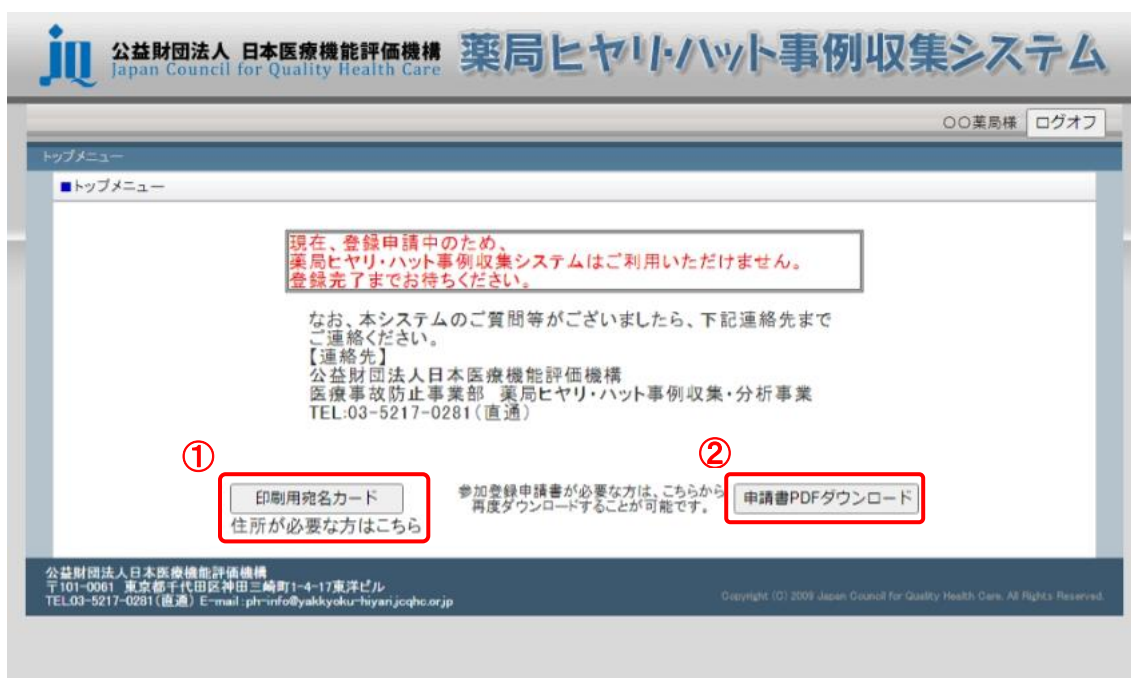 公益財団法人 日本医療機能評価機構
Japan Council for Quality Health Care
薬局ヒヤリ・ハット事例収集システム
〇〇薬局様 ログオフ
トップメニュー
■トップメニュー
現在、登録申請中のため、
薬局ヒヤリ・ハット事例収集システムはご利用いただけません。
登録完了までお待ちください。
なお、本システムのご質問等がございましたら、下記連絡先まで
ご連絡ください。
【連絡先】
公益財団法人日本医療機能評価機構
医療事故防止事業部 薬局ヒヤリ・ハット事例収集・分析事業
TEL:03-5217-0281(直通)
①
②
印刷用宛名カード
住所が必要な方はこちら
参加登録申請書が必要な方は、こちらから
再度ダウンロードすることが可能です。
申請書PDFダウンロード
公益財団法人日本医療機能評価機構
〒101-0061 東京都千代田区神田三崎町1-4-17東洋ビル
TEL.03-5217-0281(直通) E-mail:ph-info@yakkyoku-hiyari.jcqhc.or.jp
Copyright (C) 2009 Japan Council for Quality Health Care. All Rights Reserved.